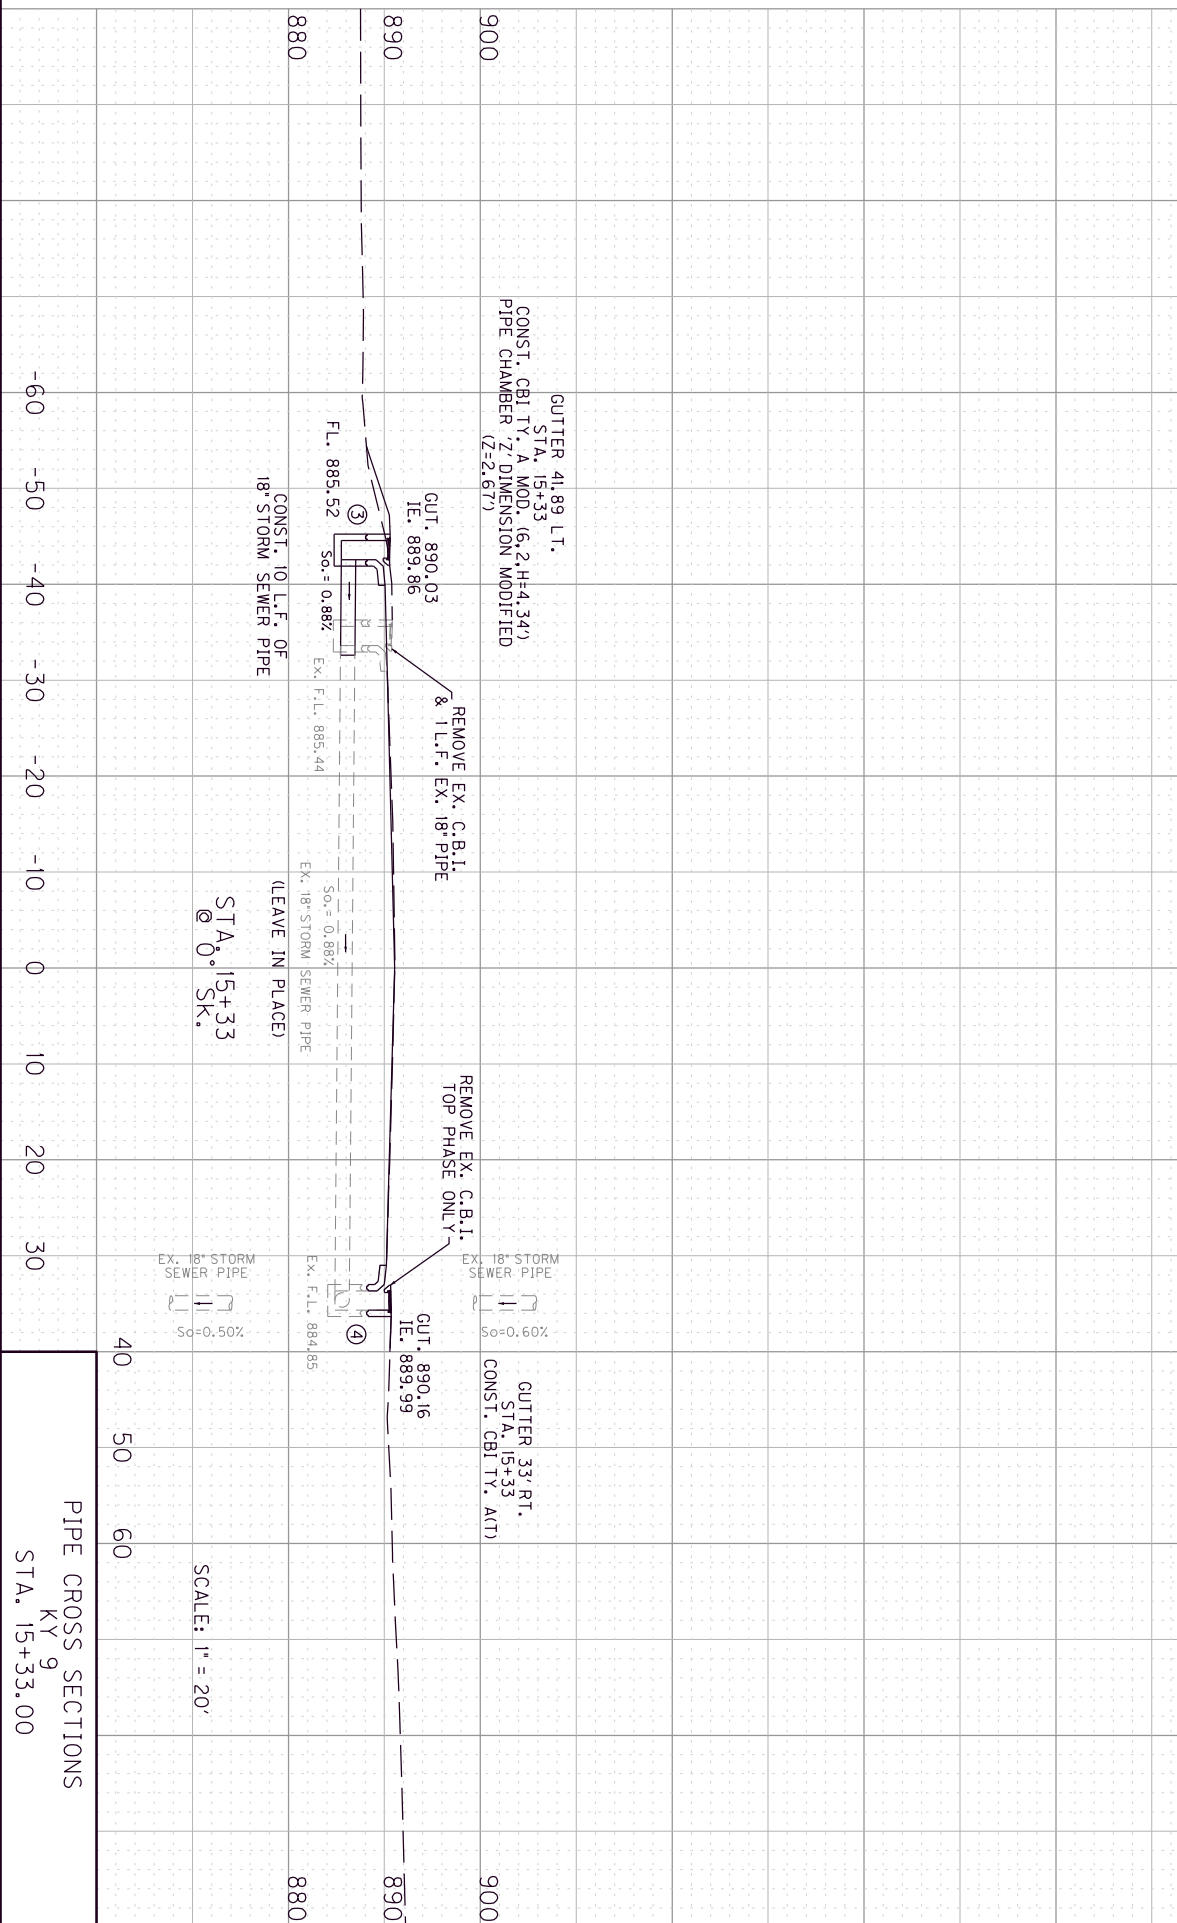 900
890
880
GUTTER 41.89 LT.
STA. 15+33
CONST. CBI TY. A MOD. (6,2,H=4.34')
PIPE CHAMBER 'Z' DIMENSION MODIFIED
(Z=2.67')
GUT. 890.03
IE. 889.86
③
FL. 885.52
So.= 0.88%
CONST. 10 L.F. OF
18" STORM SEWER PIPE
REMOVE EX. C.B.I.
& 1 L.F. EX. 18" PIPE
Ex. F.L. 885.44
So.= 0.88%
EX. 18" STORM SEWER PIPE
(LEAVE IN PLACE)
STA. 15+33
@ 0° SK.
REMOVE EX. C.B.I.
TOP PHASE ONLY
EX. 18" STORM
SEWER PIPE
So=0.60%
GUTTER 33' RT.
STA. 15+33
CONST. CBI TY. A(T)
GUT. 890.16
IE. 889.99
④
Ex. F.L. 884.85
EX. 18" STORM
SEWER PIPE
So=0.50%
900
890
880
SCALE: 1" = 20'
-60
-50
-40
-30
-20
-10
0
10
20
30
40
50
60
PIPE CROSS SECTIONS
KY 9
STA. 15+33.00